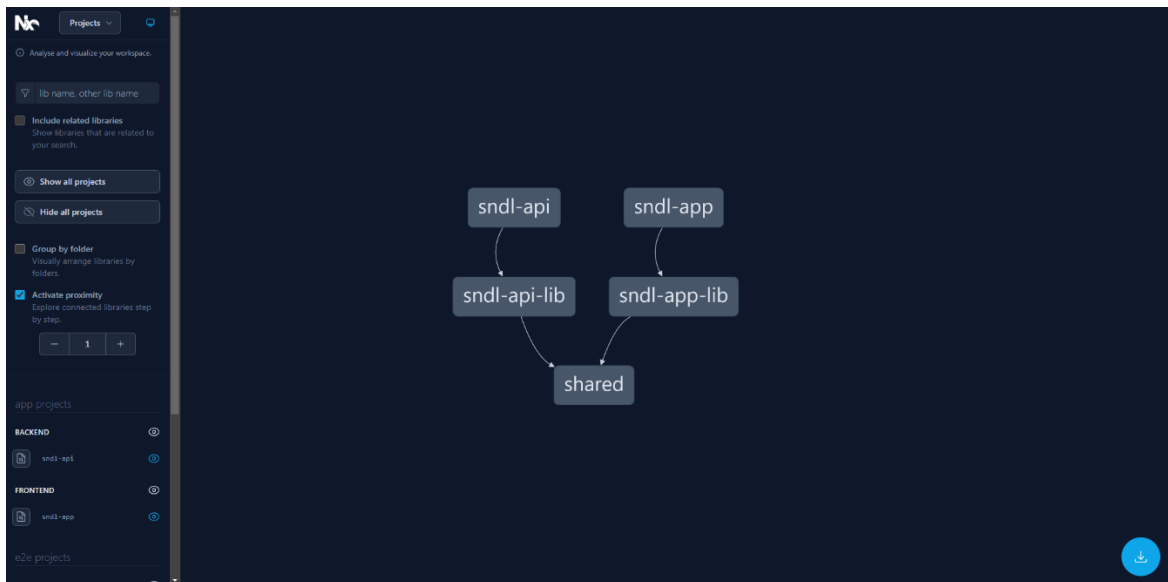 Nx
Projects
Analyse and visualize your workspace.
lib name, other lib name
Include related libraries
Show libraries that are related to
your search.
Show all projects
Hide all projects
Group by folder
Visually arrange libraries by
folders.
Activate proximity
Explore connected libraries step
by step.
− 1 +
app projects
BACKEND
sndl-api
FRONTEND
sndl-app
e2e projects
sndl-api
sndl-app
sndl-api-lib
sndl-app-lib
shared